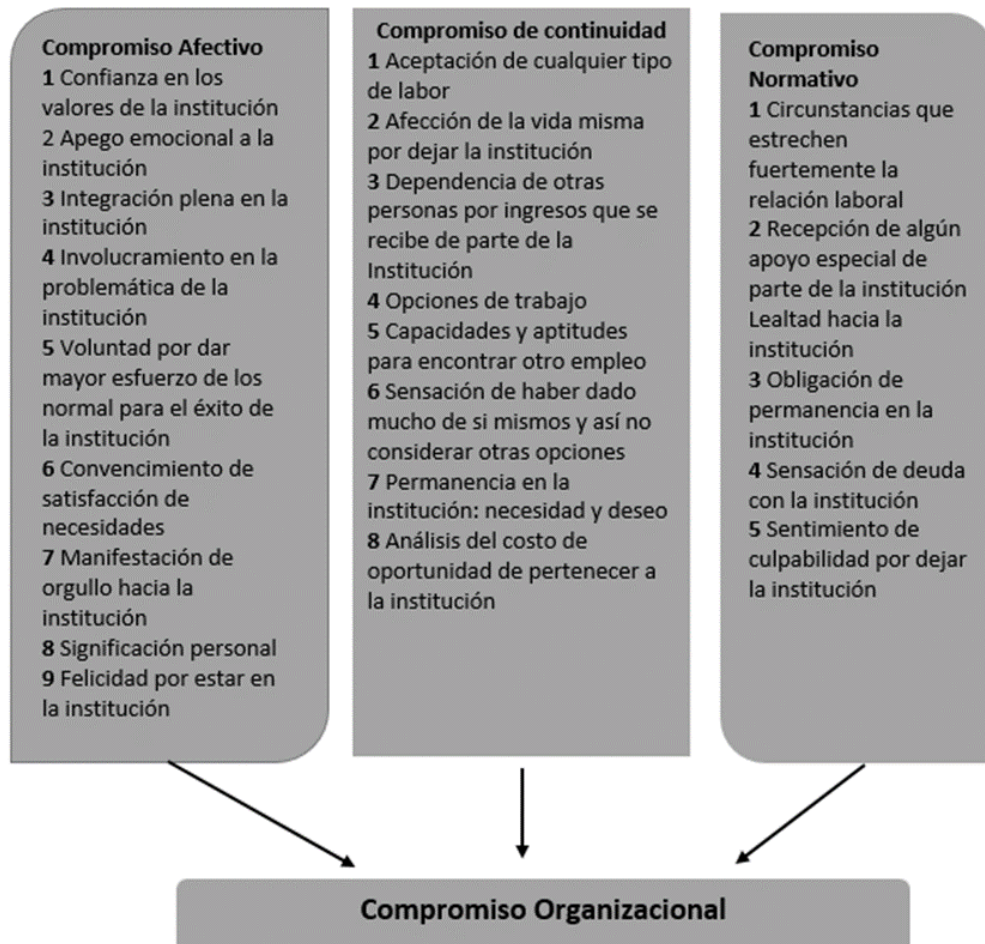 Compromiso Afectivo
1 Confianza en los
valores de la institución
2 Apego emocional a la
institución
3 Integración plena en la
institución
4 Involucramiento en la
problemática de la
institución
5 Voluntad por dar
mayor esfuerzo de los
normal para el éxito de
la institución
6 Convencimiento de
satisfacción de
necesidades
7 Manifestación de
orgullo hacia la
institución
8 Significación personal
9 Felicidad por estar en
la institución
Compromiso de continuidad
1 Aceptación de cualquier tipo
de labor
2 Afección de la vida misma
por dejar la institución
3 Dependencia de otras
personas por ingresos que se
recibe de parte de la
Institución
4 Opciones de trabajo
5 Capacidades y aptitudes
para encontrar otro empleo
6 Sensación de haber dado
mucho de si mismos y así no
considerar otras opciones
7 Permanencia en la
institución: necesidad y deseo
8 Análisis del costo de
oportunidad de pertenecer a
la institución
Compromiso
Normativo
1 Circunstancias que
estrechen
fuertemente la
relación laboral
2 Recepción de algún
apoyo especial de
parte de la institución
Lealtad hacia la
institución
3 Obligación de
permanencia en la
institución
4 Sensación de deuda
con la institución
5 Sentimiento de
culpabilidad por dejar
la institución
Compromiso Organizacional